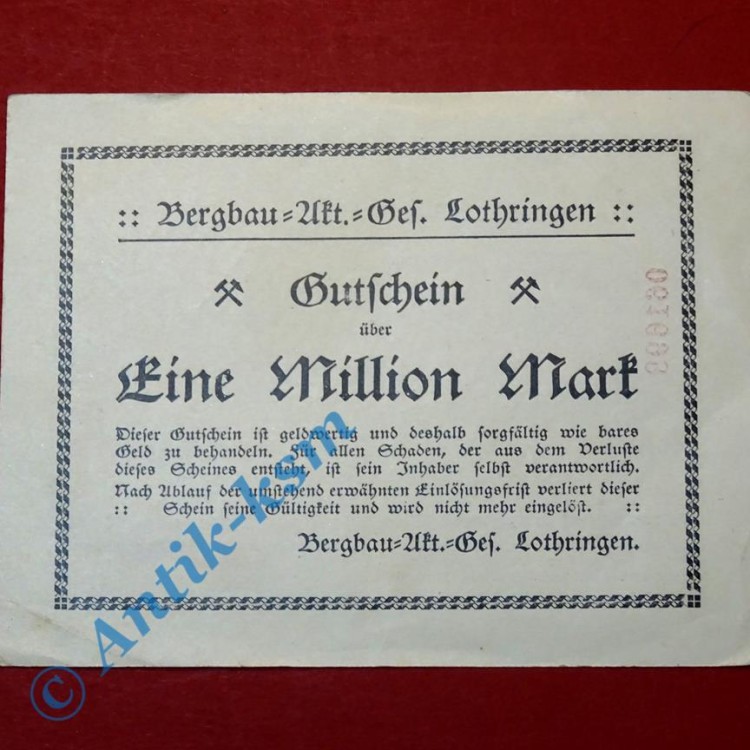 :: Bergbau=Akt.=Ges. Lothringen ::
⚒ Gutschein ⚒
über
Eine Million Mark
Dieser Gutschein ist geldwertig und deshalb sorgfältig wie bares
Geld zu behandeln. Für allen Schaden, der aus dem Verluste
dieses Scheines entsteht, ist sein Inhaber selbst verantwortlich.
Nach Ablauf der umstehend erwähnten Einlösungsfrist verliert dieser
:: Schein seine Gültigkeit und wird nicht mehr eingelöst. ::
Bergbau=Akt.=Ges. Lothringen.
© Antik-ksm